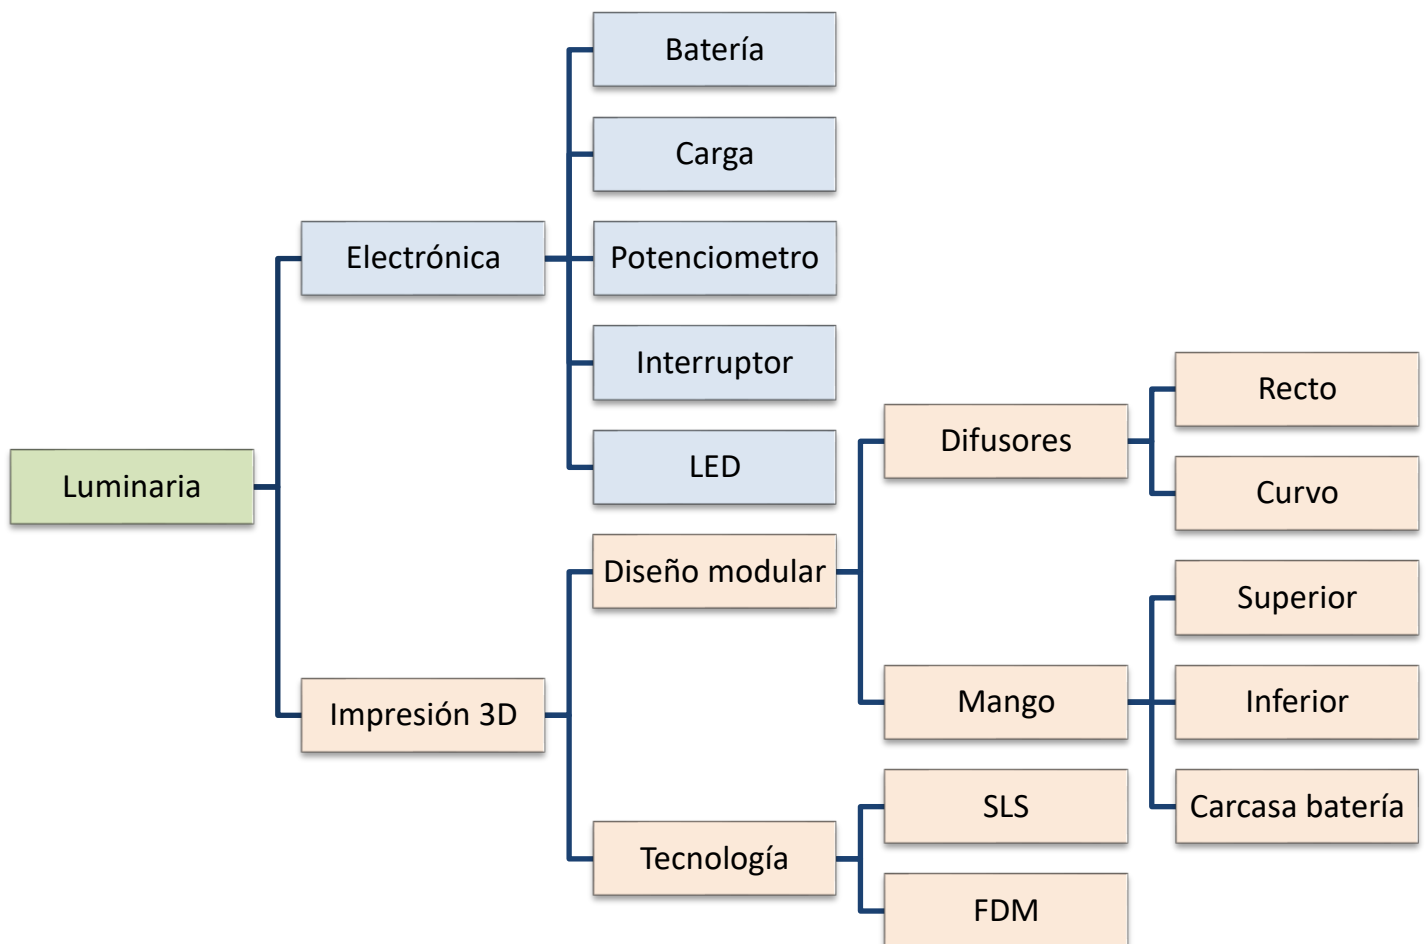 Batería
Carga
Electrónica
Potenciometro
Interruptor
Recto
Difusores
LED
Luminaria
Curvo
Diseño modular
Superior
Mango
Inferior
Impresión 3D
SLS
Carcasa batería
Tecnología
FDM